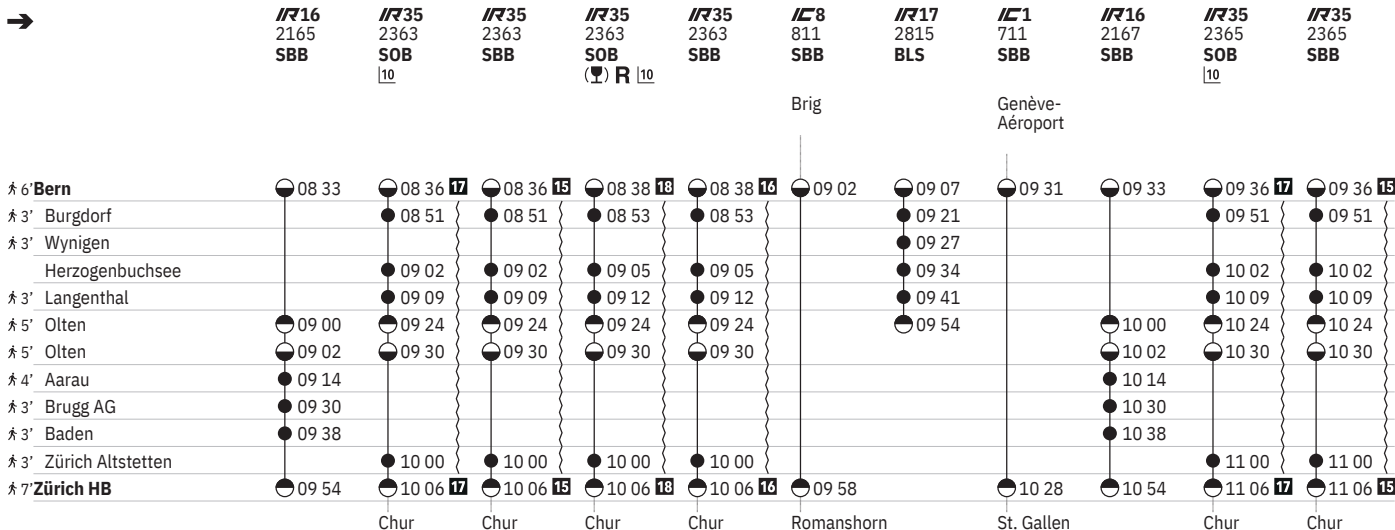 ➔ IR16 IR35 IR35 IR35 IR35 IC8 IR17 IC1 IR16 IR35 IR35
2165 2363 2363 2363 2363 811 2815 711 2167 2365 2365
SBB SOB SBB SOB SBB SBB BLS SBB SBB SOB SBB
10 R 10 10
Brig Genève-
Aéroport
6' Bern 08 33 08 36 17 08 36 15 08 38 18 08 38 16 09 02 09 07 09 31 09 33 09 36 17 09 36 15
3' Burgdorf 08 51 08 51 08 53 08 53 09 21 09 51 09 51
3' Wynigen 09 27
Herzogenbuchsee 09 02 09 02 09 05 09 05 09 34 10 02 10 02
3' Langenthal 09 09 09 09 09 12 09 12 09 41 10 09 10 09
5' Olten 09 00 09 24 09 24 09 24 09 24 09 54 10 00 10 24 10 24
5' Olten 09 02 09 30 09 30 09 30 09 30 10 02 10 30 10 30
4' Aarau 09 14 10 14
3' Brugg AG 09 30 10 30
3' Baden 09 38 10 38
3' Zürich Altstetten 10 00 10 00 10 00 10 00 11 00 11 00
7' Zürich HB 09 54 10 06 17 10 06 15 10 06 18 10 06 16 09 58 10 28 10 54 11 06 17 11 06 15
Chur Chur Chur Chur Romanshorn St. Gallen Chur Chur